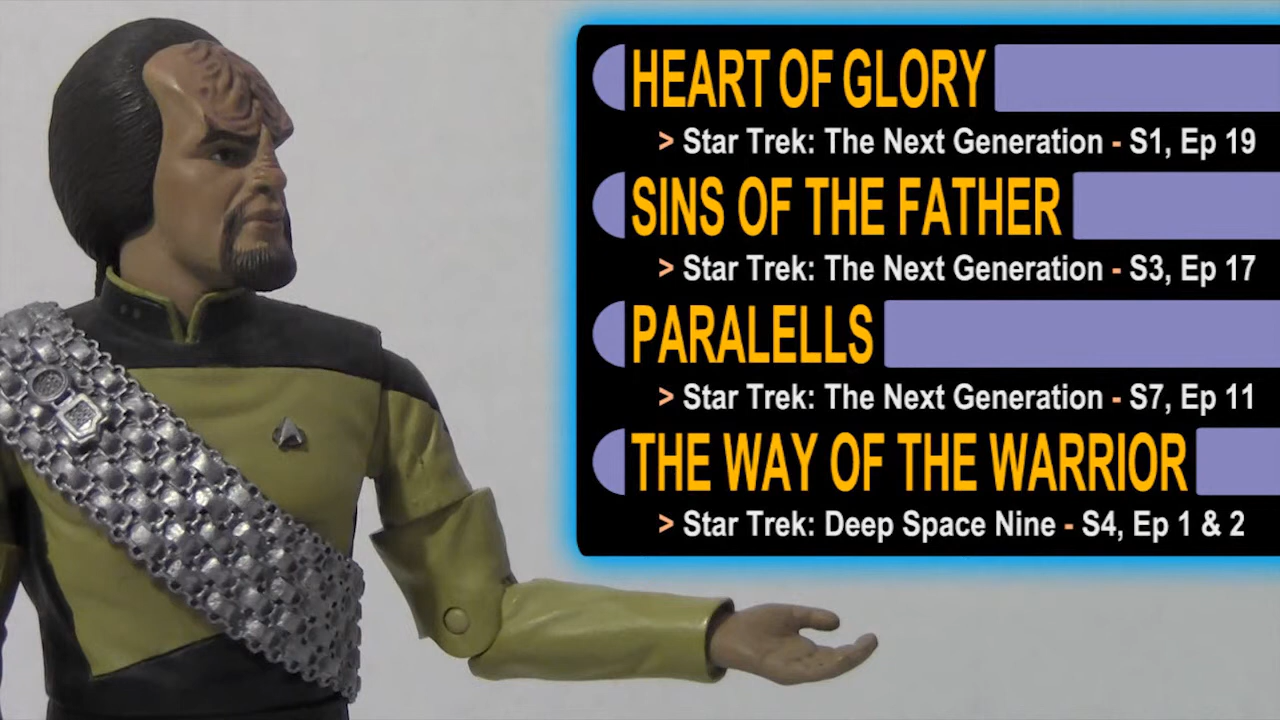 HEART OF GLORY
> Star Trek: The Next Generation - S1, Ep 19
SINS OF THE FATHER
> Star Trek: The Next Generation - S3, Ep 17
PARALELLS
> Star Trek: The Next Generation - S7, Ep 11
THE WAY OF THE WARRIOR
> Star Trek: Deep Space Nine - S4, Ep 1 & 2